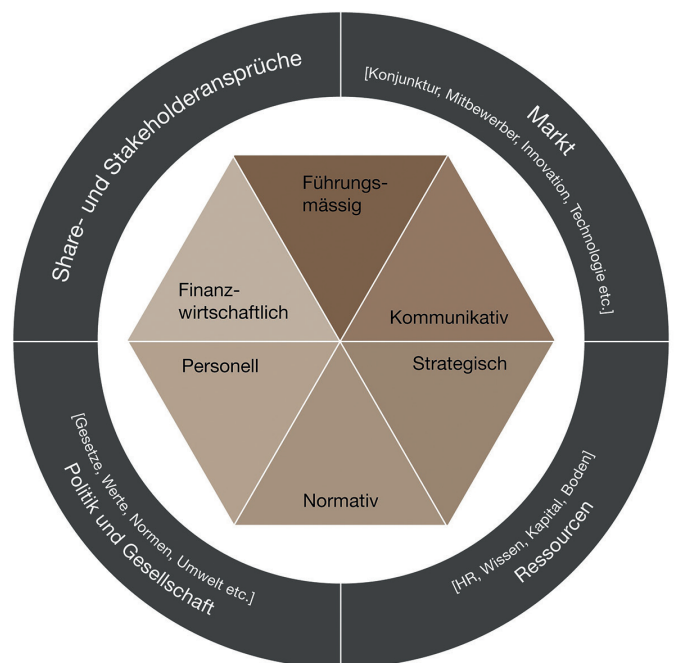 Share- und Stakeholderansprüche
Markt
[Konjunktur, Mitbewerber, Innovation, Technologie etc.]
Führungs-
mässig
Finanz-
wirtschaftlich
Kommunikativ
Personell
Strategisch
Normativ
[Gesetze, Werte, Normen, Umwelt etc.]
Politik und Gesellschaft
[HR, Wissen, Kapital, Boden]
Ressourcen